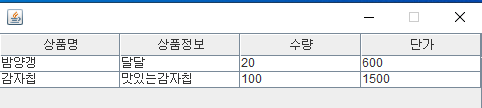 상품명 상품정보 수량 단가
밤양갱 달달 20 600
감자칩 맛있는감자칩 100 1500